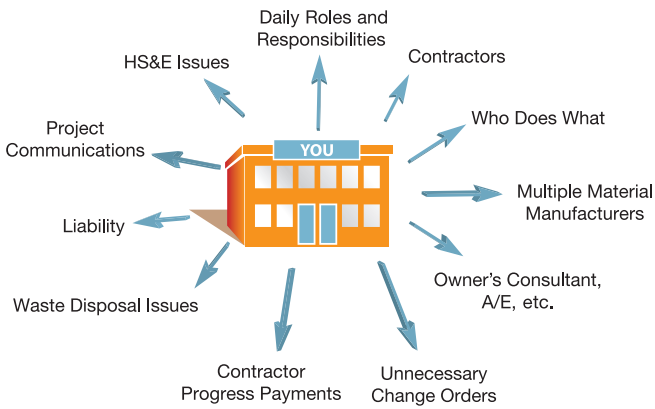 Daily Roles and
Responsibilities
HS&E Issues
Contractors
Project
Communications
Who Does What
YOU
Multiple Material
Manufacturers
Liability
Owner's Consultant,
A/E, etc.
Waste Disposal Issues
Contractor
Progress Payments
Unnecessary
Change Orders